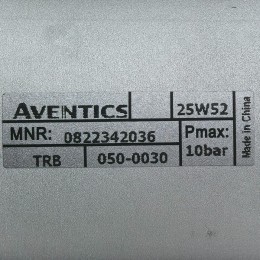 AVENTICS 25W52
MNR: 0822342036 Pmax:
TRB 050-0030 10bar
Made in China